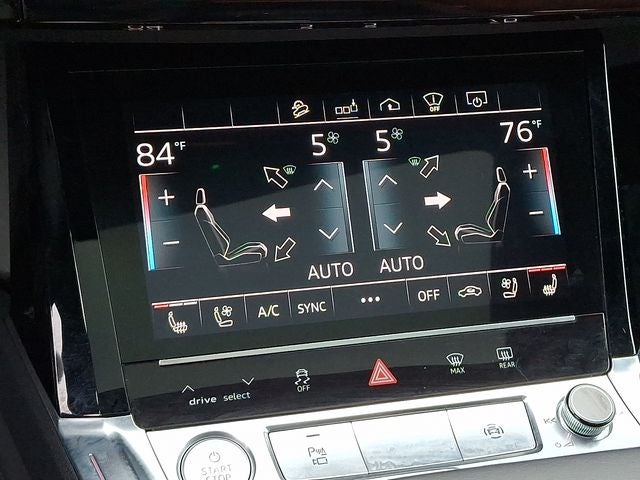 OFF
84°F 5 5 76°F
+ +
− −
AUTO AUTO
A/C SYNC ••• OFF
drive select
OFF
MAX
REAR
START
STOP
P